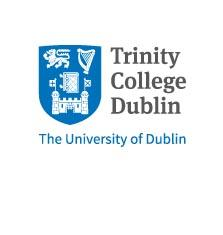 Trinity
College
Dublin
The University of Dublin